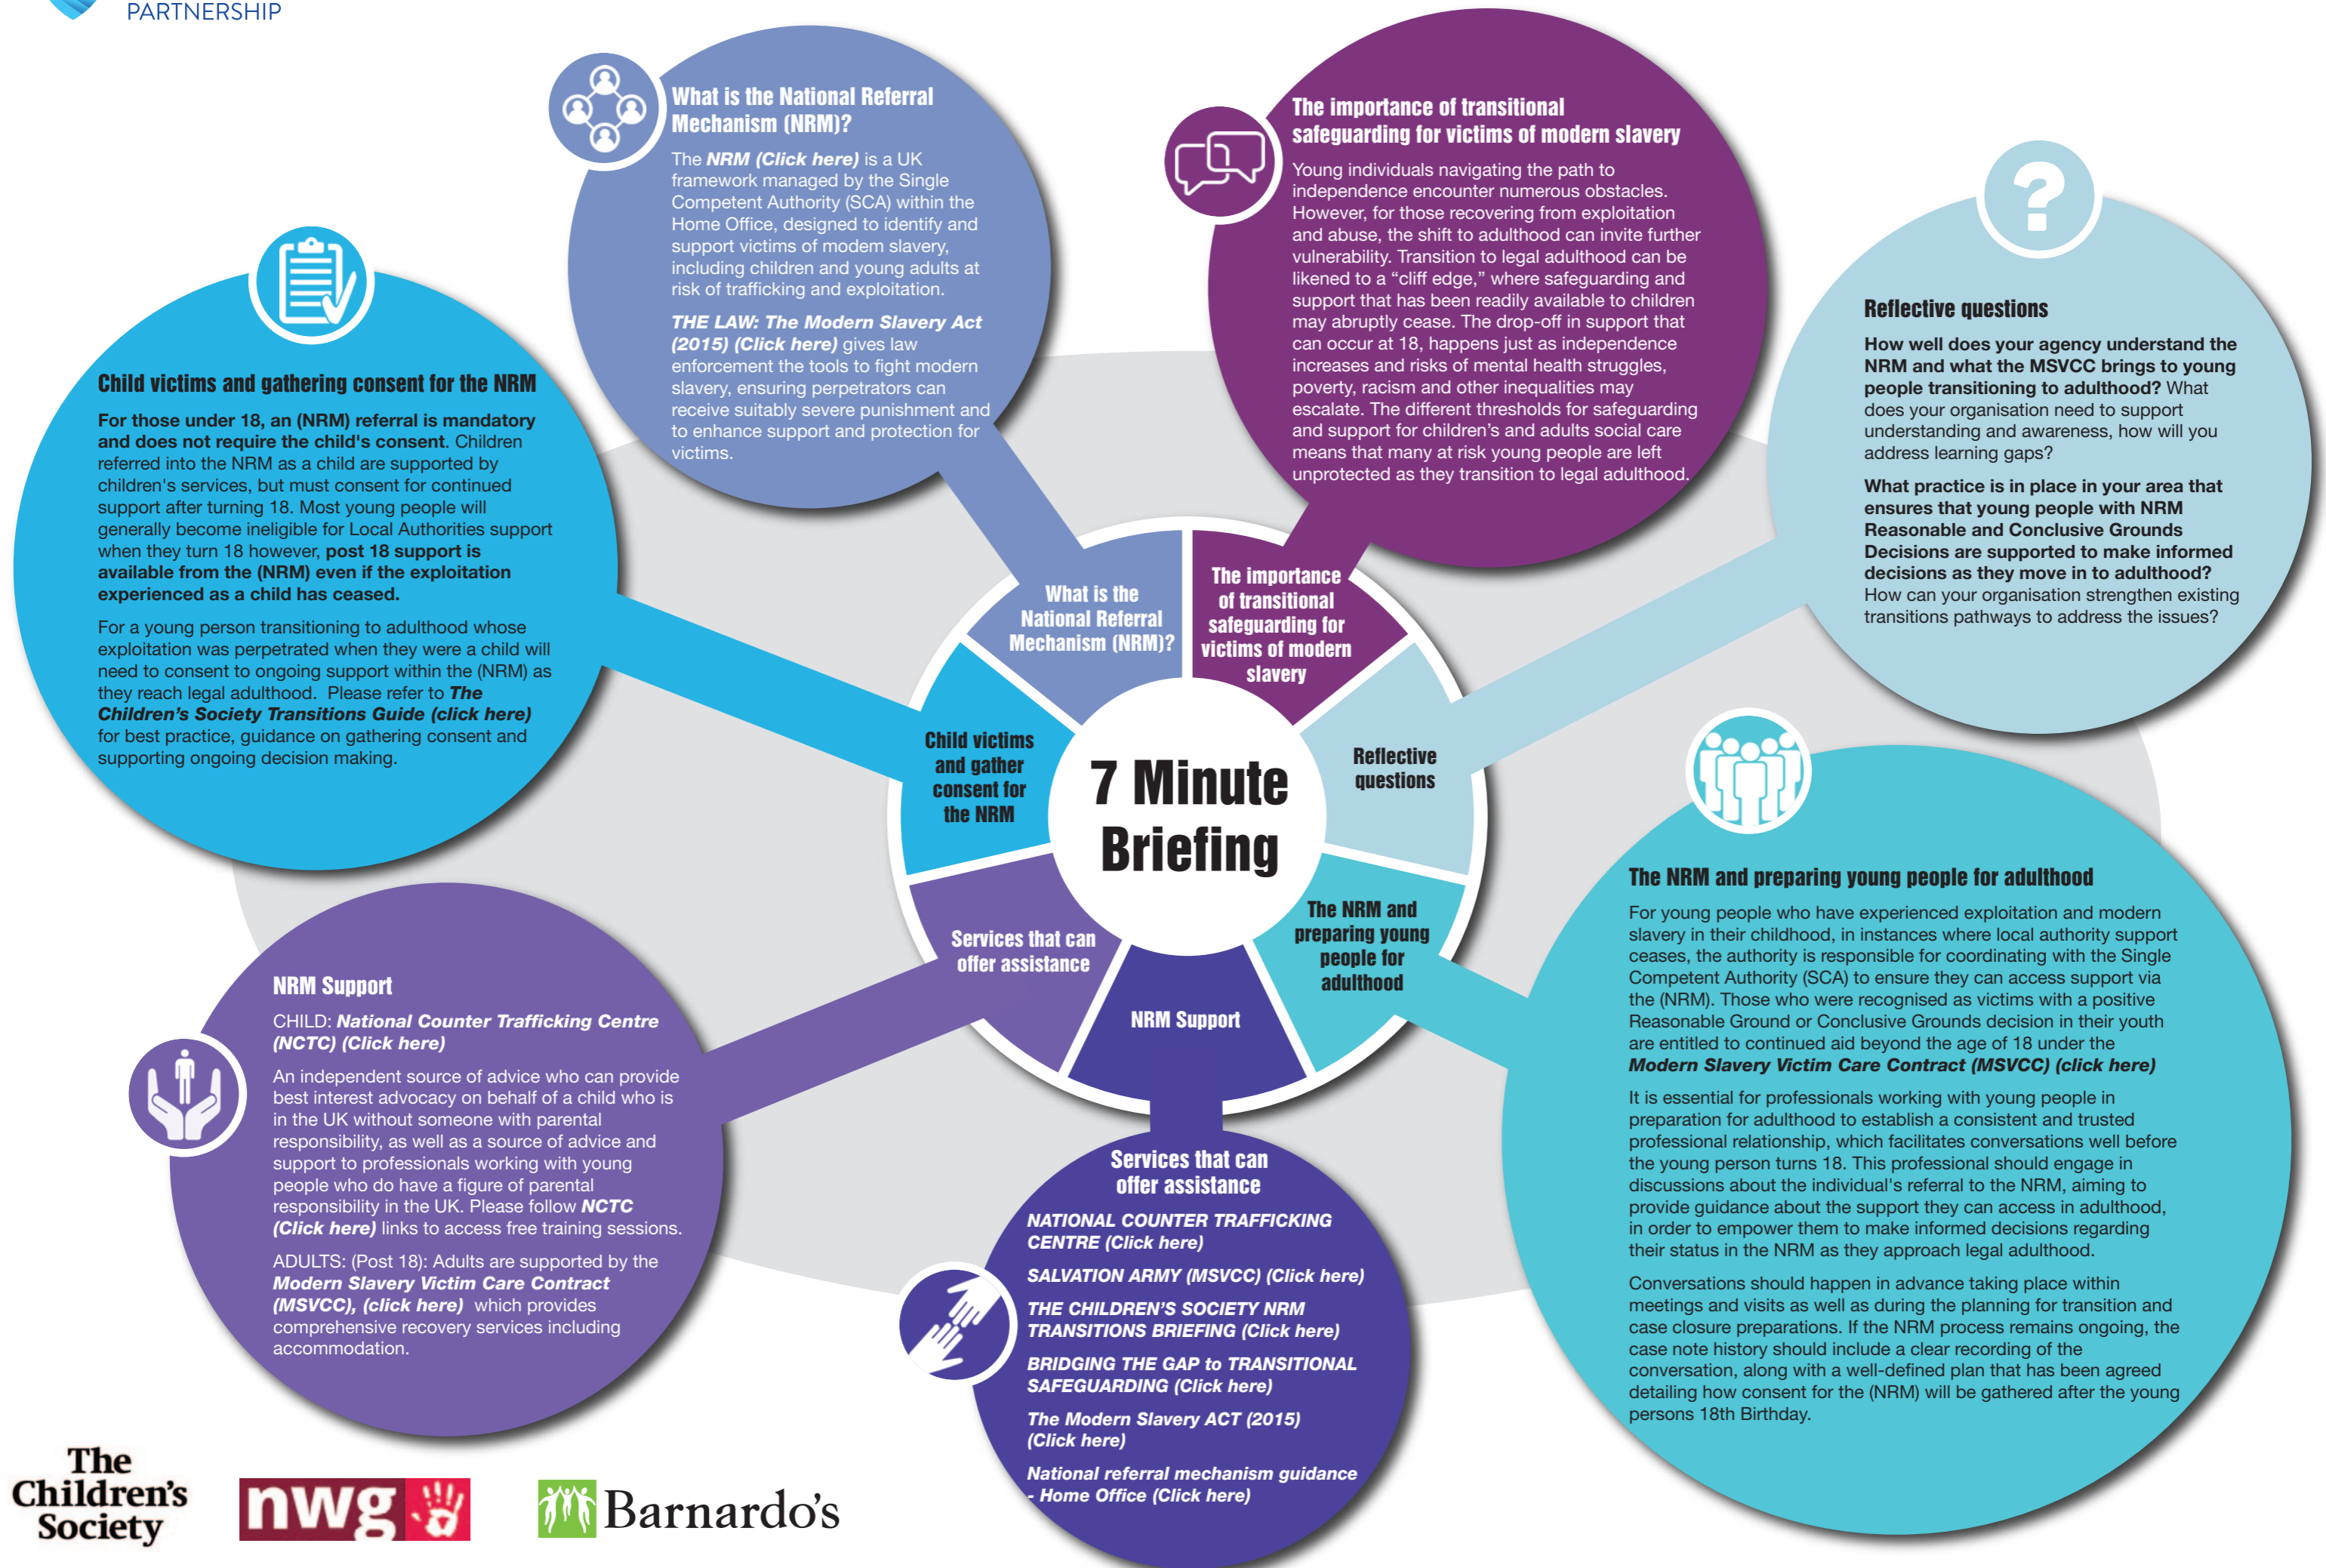 PARTNERSHIP
What is the National Referral
Mechanism (NRM)?
The NRM (Click here) is a UK
framework managed by the Single
Competent Authority (SCA) within the
Home Office, designed to identify and
support victims of modem slavery,
including children and young adults at
risk of trafficking and exploitation.
THE LAW: The Modern Slavery Act
(2015) (Click here) gives law
enforcement the tools to fight modern
slavery, ensuring perpetrators can
receive suitably severe punishment and
to enhance support and protection for
victims.
The importance of transitional
safeguarding for victims of modern slavery
Young individuals navigating the path to
independence encounter numerous obstacles.
However, for those recovering from exploitation
and abuse, the shift to adulthood can invite further
vulnerability. Transition to legal adulthood can be
likened to a “cliff edge,” where safeguarding and
support that has been readily available to children
may abruptly cease. The drop-off in support that
can occur at 18, happens just as independence
increases and risks of mental health struggles,
poverty, racism and other inequalities may
escalate. The different thresholds for safeguarding
and support for children’s and adults social care
means that many at risk young people are left
unprotected as they transition to legal adulthood.
?
Reflective questions
How well does your agency understand the
NRM and what the MSVCC brings to young
people transitioning to adulthood? What
does your organisation need to support
understanding and awareness, how will you
address learning gaps?
What practice is in place in your area that
ensures that young people with NRM
Reasonable and Conclusive Grounds
Decisions are supported to make informed
decisions as they move in to adulthood?
How can your organisation strengthen existing
transitions pathways to address the issues?
Child victims and gathering consent for the NRM
For those under 18, an (NRM) referral is mandatory
and does not require the child's consent. Children
referred into the NRM as a child are supported by
children's services, but must consent for continued
support after turning 18. Most young people will
generally become ineligible for Local Authorities support
when they turn 18 however, post 18 support is
available from the (NRM) even if the exploitation
experienced as a child has ceased.
For a young person transitioning to adulthood whose
exploitation was perpetrated when they were a child will
need to consent to ongoing support within the (NRM) as
they reach legal adulthood. Please refer to The
Children’s Society Transitions Guide (click here)
for best practice, guidance on gathering consent and
supporting ongoing decision making.
What is the
National Referral
Mechanism (NRM)?
The importance
of transitional
safeguarding for
victims of modern
slavery
Child victims
and gather
consent for
the NRM
7 Minute
Briefing
Reflective
questions
Services that can
offer assistance
NRM Support
The NRM and
preparing young
people for
adulthood
The NRM and preparing young people for adulthood
For young people who have experienced exploitation and modern
slavery in their childhood, in instances where local authority support
ceases, the authority is responsible for coordinating with the Single
Competent Authority (SCA) to ensure they can access support via
the (NRM). Those who were recognised as victims with a positive
Reasonable Ground or Conclusive Grounds decision in their youth
are entitled to continued aid beyond the age of 18 under the
Modern Slavery Victim Care Contract (MSVCC) (click here)
It is essential for professionals working with young people in
preparation for adulthood to establish a consistent and trusted
professional relationship, which facilitates conversations well before
the young person turns 18. This professional should engage in
discussions about the individual's referral to the NRM, aiming to
provide guidance about the support they can access in adulthood,
in order to empower them to make informed decisions regarding
their status in the NRM as they approach legal adulthood.
Conversations should happen in advance taking place within
meetings and visits as well as during the planning for transition and
case closure preparations. If the NRM process remains ongoing, the
case note history should include a clear recording of the
conversation, along with a well-defined plan that has been agreed
detailing how consent for the (NRM) will be gathered after the young
persons 18th Birthday.
NRM Support
CHILD: National Counter Trafficking Centre
(NCTC) (Click here)
An independent source of advice who can provide
best interest advocacy on behalf of a child who is
in the UK without someone with parental
responsibility, as well as a source of advice and
support to professionals working with young
people who do have a figure of parental
responsibility in the UK. Please follow NCTC
(Click here) links to access free training sessions.
ADULTS: (Post 18): Adults are supported by the
Modern Slavery Victim Care Contract
(MSVCC), (click here) which provides
comprehensive recovery services including
accommodation.
Services that can
offer assistance
NATIONAL COUNTER TRAFFICKING
CENTRE (Click here)
SALVATION ARMY (MSVCC) (Click here)
THE CHILDREN’S SOCIETY NRM
TRANSITIONS BRIEFING (Click here)
BRIDGING THE GAP to TRANSITIONAL
SAFEGUARDING (Click here)
The Modern Slavery ACT (2015)
(Click here)
National referral mechanism guidance
- Home Office (Click here)
The
Children's
Society
nwg
Barnardo's